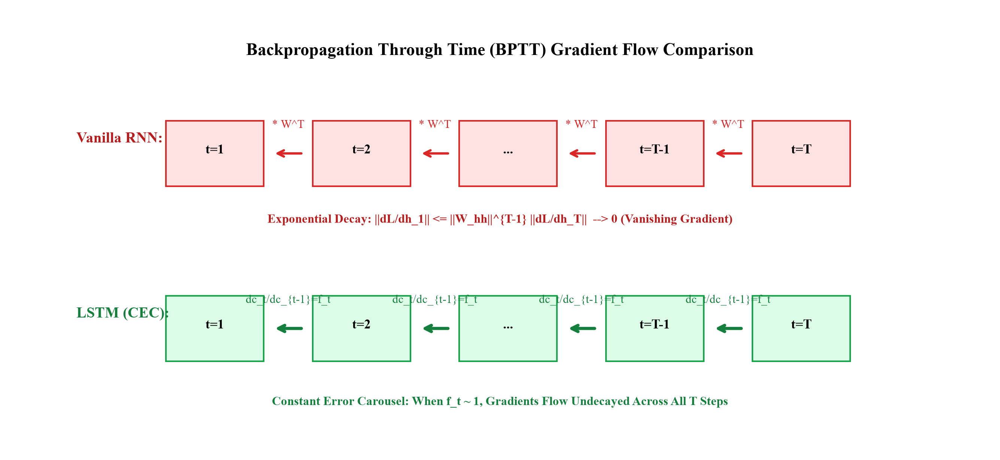 Backpropagation Through Time (BPTT) Gradient Flow Comparison
* W^T * W^T * W^T * W^T
Vanilla RNN:
t=1 t=2 ... t=T-1 t=T
Exponential Decay: ||dL/dh_1|| <= ||W_hh||^{T-1} ||dL/dh_T|| --> 0 (Vanishing Gradient)
dc_t/dc_{t-1}=f_t dc_t/dc_{t-1}=f_t dc_t/dc_{t-1}=f_t dc_t/dc_{t-1}=f_t
LSTM (CEC):
t=1 t=2 ... t=T-1 t=T
Constant Error Carousel: When f_t ~ 1, Gradients Flow Undecayed Across All T Steps